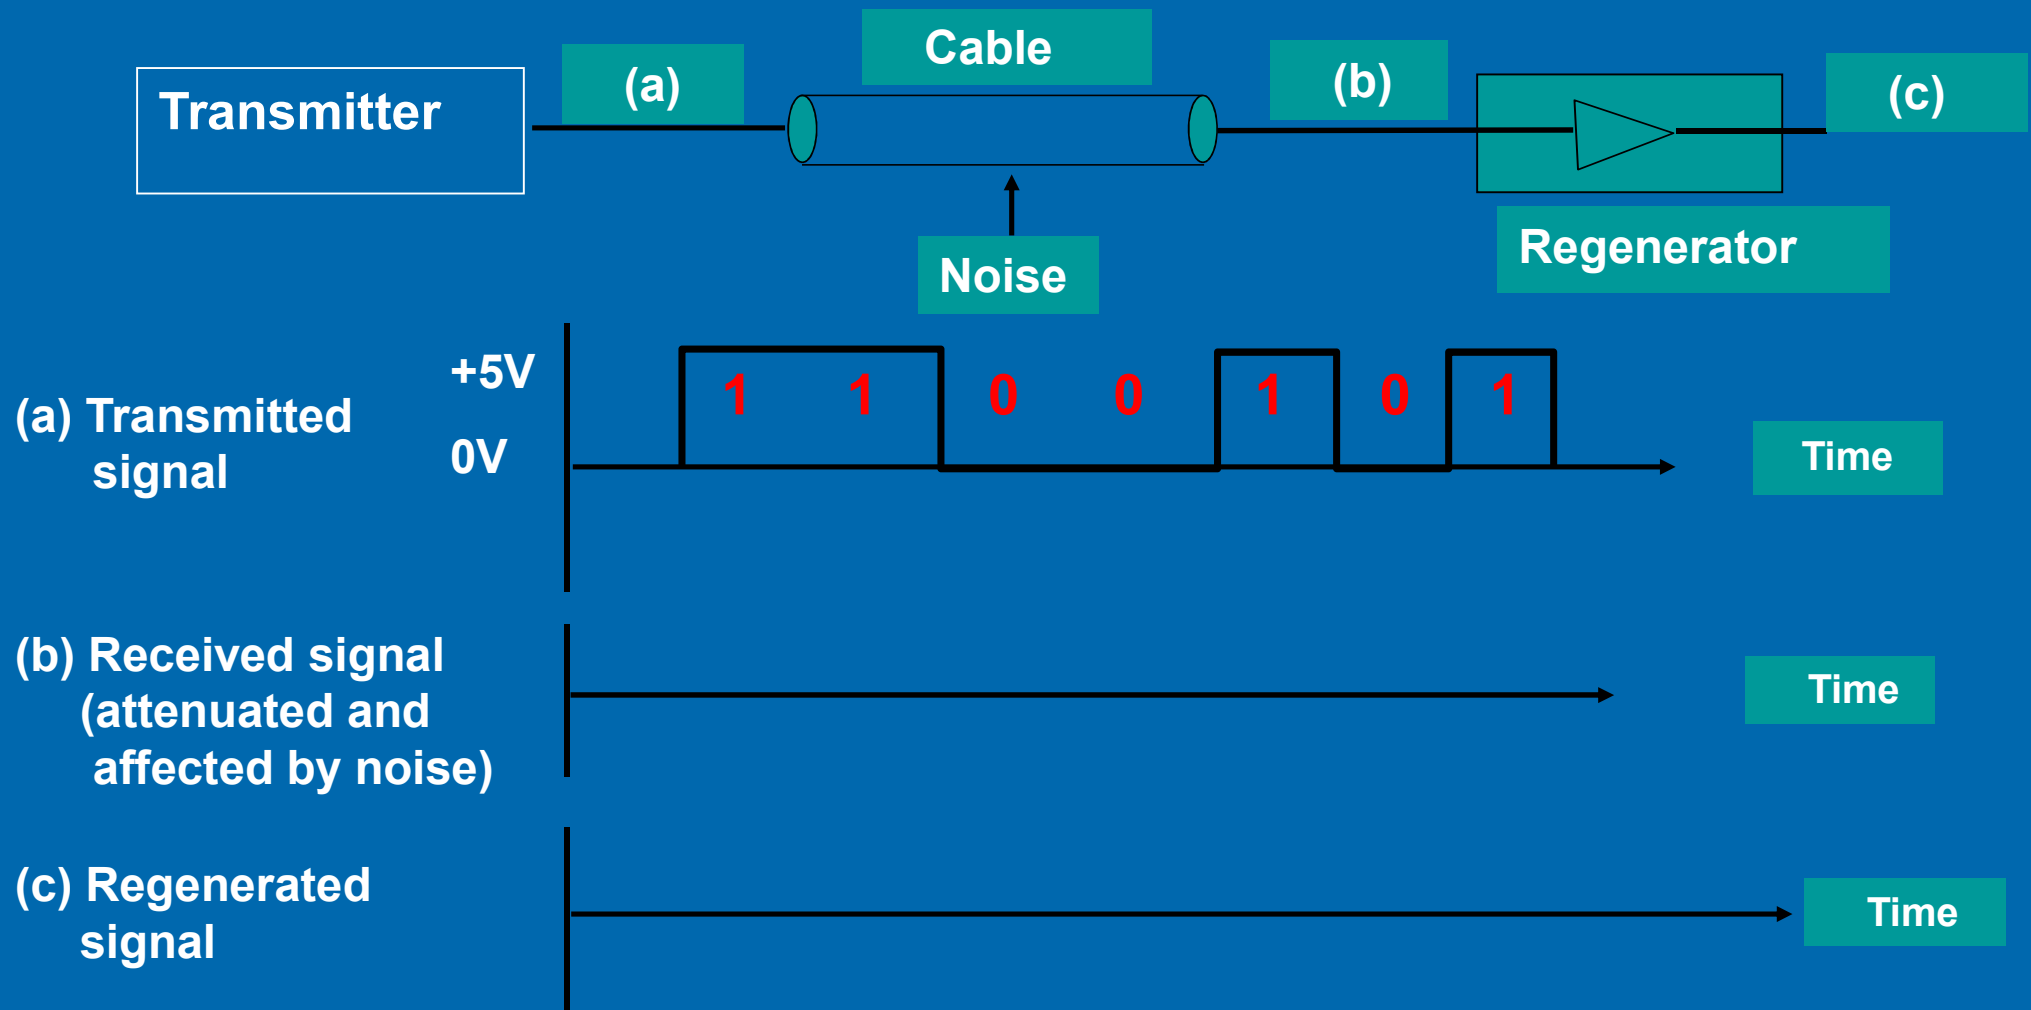 Transmitter
(a)
Cable
(b)
(c)
Noise
Regenerator
(a) Transmitted
signal
+5V
0V
1 1 0 0 1 0 1
Time
(b) Received signal
(attenuated and
affected by noise)
Time
(c) Regenerated
signal
Time